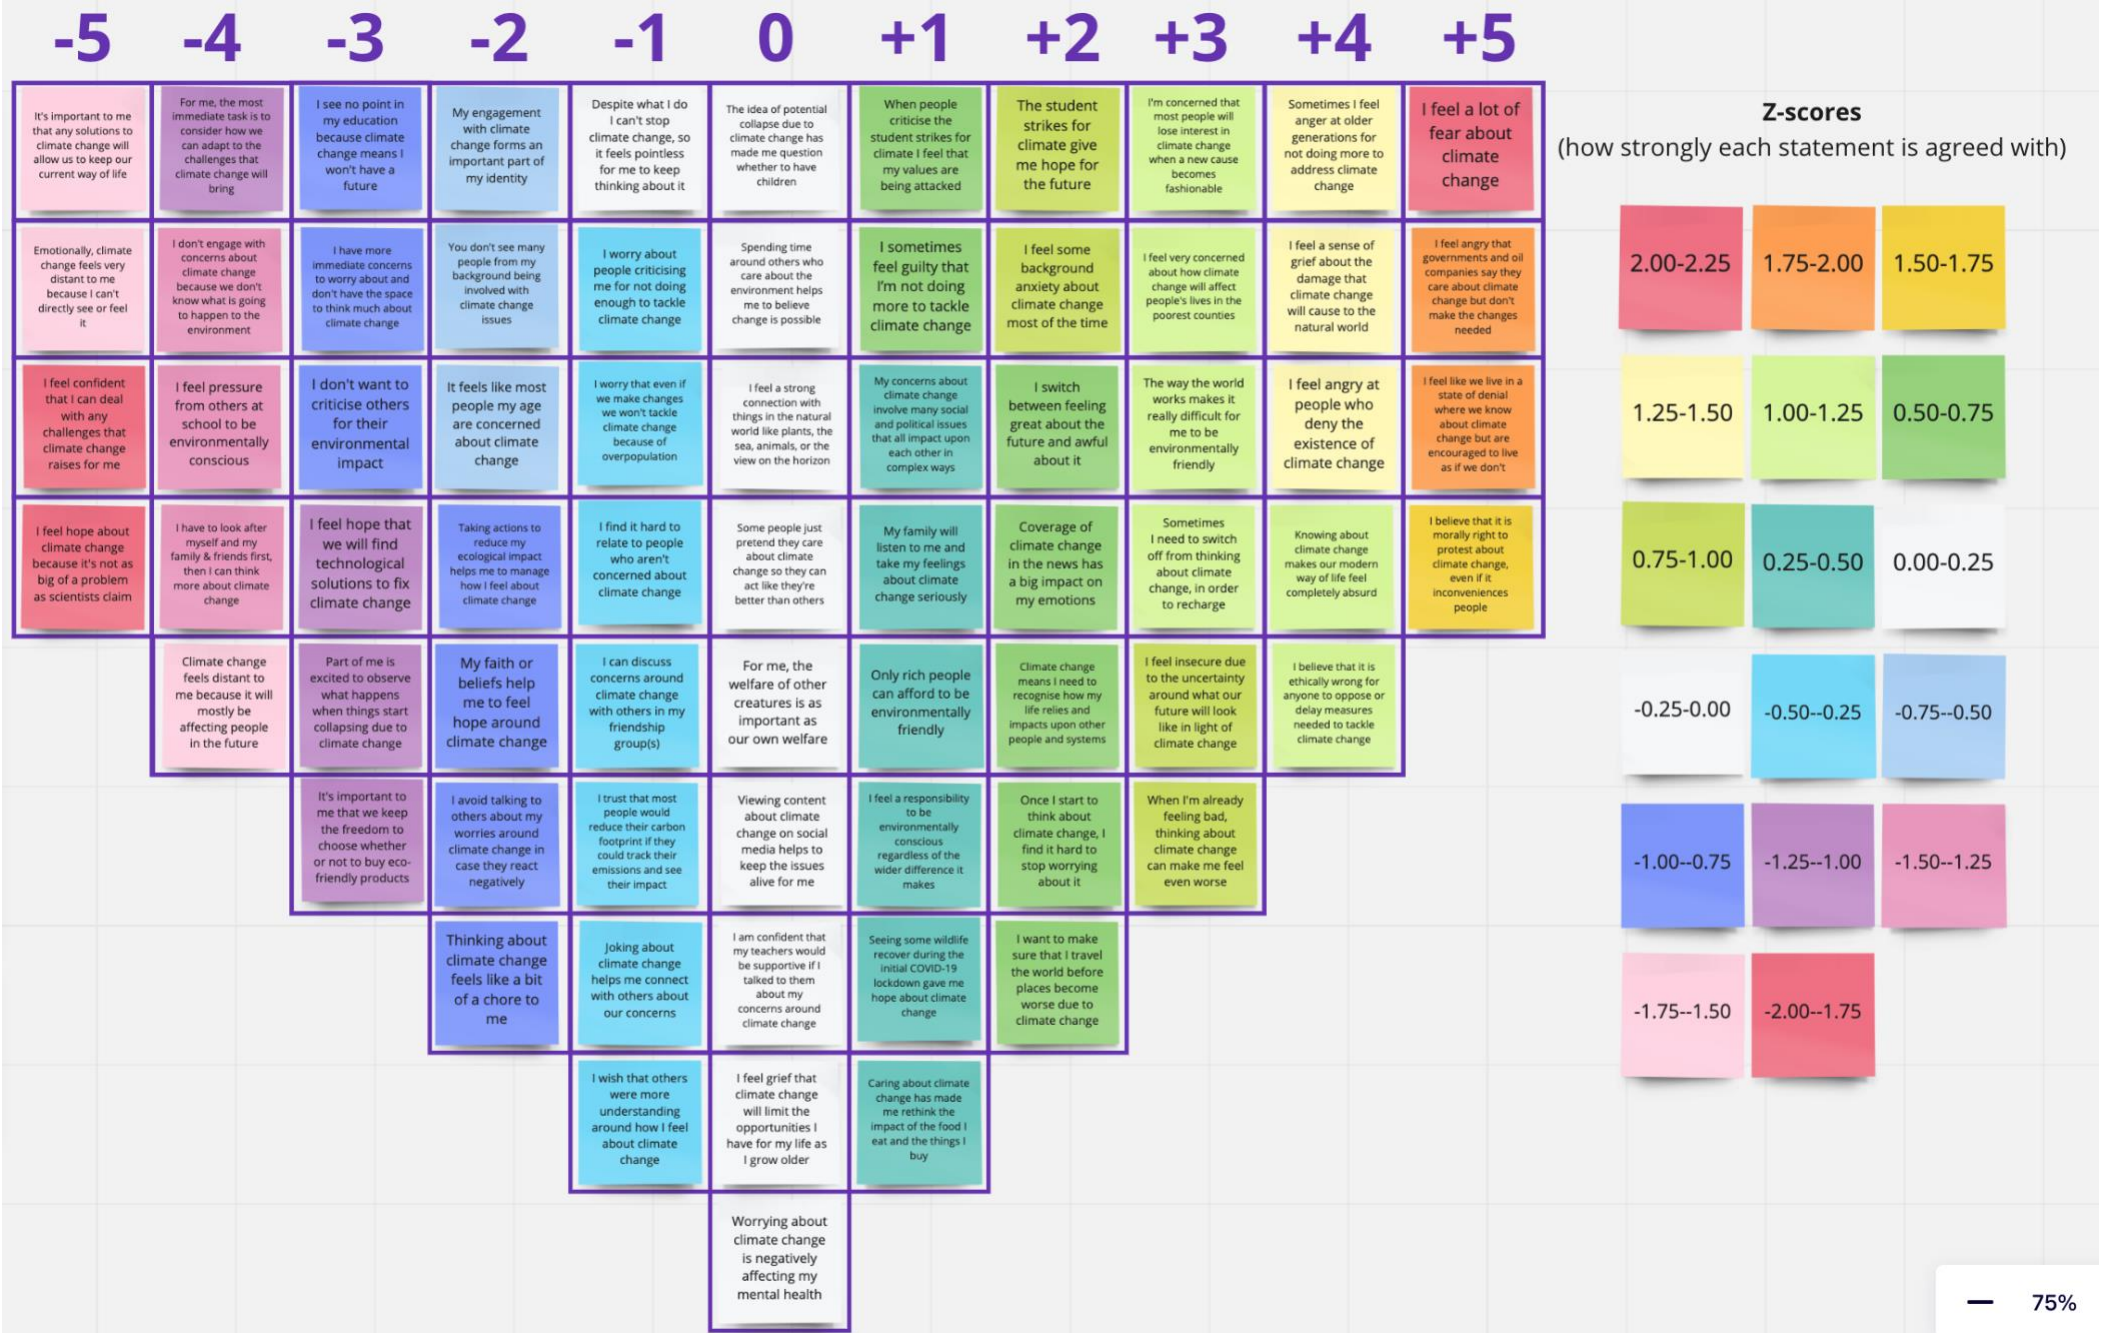 -5 -4 -3 -2 -1 0 +1 +2 +3 +4 +5
It's important to me
that any solutions to
climate change will
allow us to keep our
current way of life
For me, the most
immediate task is to
consider how we
can adapt to the
challenges that
climate change will
bring
I see no point in
my education
because climate
change means I
won't have a
future
My engagement
with climate
change forms an
important part of
my identity
Despite what I do
I can't stop
climate change, so
it feels pointless
for me to keep
thinking about it
The idea of potential
collapse due to
climate change has
made me question
whether to have
children
When people
criticise the
student strikes for
climate I feel that
my values are
being attacked
The student
strikes for
climate give
me hope for
the future
I'm concerned that
most people will
lose interest in
climate change
when a new cause
becomes
fashionable
Sometimes I feel
anger at older
generations for
not doing more to
address climate
change
I feel a lot of
fear about
climate
change
Emotionally, climate
change feels very
distant to me
because I can't
directly see or feel
it
I don't engage with
concerns about
climate change
because we don't
know what is going
to happen to the
environment
I have more
immediate concerns
to worry about and
don't have the space
to think much about
climate change
You don't see many
people from my
background being
involved with
climate change
issues
I worry about
people criticising
me for not doing
enough to tackle
climate change
Spending time
around others who
care about the
environment helps
me to believe
change is possible
I sometimes
feel guilty that
I'm not doing
more to tackle
climate change
I feel some
background
anxiety about
climate change
most of the time
I feel very concerned
about how climate
change will affect
people's lives in the
poorest counties
I feel a sense of
grief about the
damage that
climate change
will cause to the
natural world
I feel angry that
governments and oil
companies say they
care about climate
change but don't
make the changes
needed
I feel confident
that I can deal
with any
challenges that
climate change
raises for me
I feel pressure
from others at
school to be
environmentally
conscious
I don't want to
criticise others
for their
environmental
impact
It feels like most
people my age
are concerned
about climate
change
I worry that even if
we make changes
we won't tackle
climate change
because of
overpopulation
I feel a strong
connection with
things in the natural
world like plants, the
sea, animals, or the
view on the horizon
My concerns about
climate change
involve many social
and political issues
that all impact upon
each other in
complex ways
I switch
between feeling
great about the
future and awful
about it
The way the world
works makes it
really difficult for
me to be
environmentally
friendly
I feel angry at
people who
deny the
existence of
climate change
I feel like we live in a
state of denial
where we know
about climate
change but are
encouraged to live
as if we don't
I feel hope about
climate change
because it's not as
big of a problem
as scientists claim
I have to look after
myself and my
family & friends first,
then I can think
more about climate
change
I feel hope that
we will find
technological
solutions to fix
climate change
Taking actions to
reduce my
ecological impact
helps me to manage
how I feel about
climate change
I find it hard to
relate to people
who aren't
concerned about
climate change
Some people just
pretend they care
about climate
change so they can
act like they're
better than others
My family will
listen to me and
take my feelings
about climate
change seriously
Coverage of
climate change
in the news has
a big impact on
my emotions
Sometimes
I need to switch
off from thinking
about climate
change, in order
to recharge
Knowing about
climate change
makes our modern
way of life feel
completely absurd
I believe that it is
morally right to
protest about
climate change,
even if it
inconveniences
people
Climate change
feels distant to
me because it will
mostly be
affecting people
in the future
Part of me is
excited to observe
what happens
when things start
collapsing due to
climate change
My faith or
beliefs help
me to feel
hope around
climate change
I can discuss
concerns around
climate change
with others in my
friendship
group(s)
For me, the
welfare of other
creatures is as
important as
our own welfare
Only rich people
can afford to be
environmentally
friendly
Climate change
means I need to
recognise how my
life relies and
impacts upon other
people and systems
I feel insecure due
to the uncertainty
around what our
future will look
like in light of
climate change
I believe that it is
ethically wrong for
anyone to oppose or
delay measures
needed to tackle
climate change
It's important to
me that we keep
the freedom to
choose whether
or not to buy eco-
friendly products
I avoid talking to
others about my
worries around
climate change in
case they react
negatively
I trust that most
people would
reduce their carbon
footprint if they
could track their
emissions and see
their impact
Viewing content
about climate
change on social
media helps to
keep the issues
alive for me
I feel a responsibility
to be
environmentally
conscious
regardless of the
wider difference it
makes
Once I start to
think about
climate change, I
find it hard to
stop worrying
about it
When I'm already
feeling bad,
thinking about
climate change
can make me feel
even worse
Thinking about
climate change
feels like a bit
of a chore to
me
Joking about
climate change
helps me connect
with others about
our concerns
I am confident that
my teachers would
be supportive if I
talked to them
about my
concerns around
climate change
Seeing some wildlife
recover during the
initial COVID-19
lockdown gave me
hope about climate
change
I want to make
sure that I travel
the world before
places become
worse due to
climate change
I wish that others
were more
understanding
around how I feel
about climate
change
I feel grief that
climate change
will limit the
opportunities I
have for my life as
I grow older
Caring about climate
change has made
me rethink the
impact of the food I
eat and the things I
buy
Worrying about
climate change
is negatively
affecting my
mental health
Z-scores
(how strongly each statement is agreed with)
2.00-2.25 1.75-2.00 1.50-1.75
1.25-1.50 1.00-1.25 0.50-0.75
0.75-1.00 0.25-0.50 0.00-0.25
-0.25-0.00 -0.50--0.25 -0.75--0.50
-1.00--0.75 -1.25--1.00 -1.50--1.25
-1.75--1.50 -2.00--1.75
— 75%